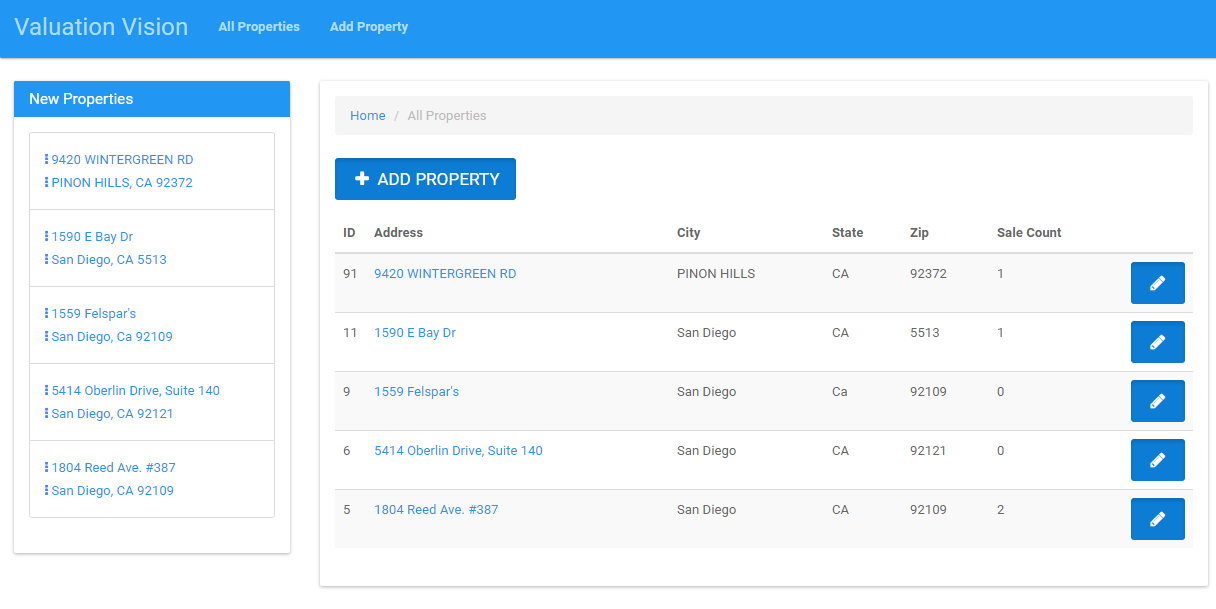 Valuation Vision All Properties Add Property
New Properties
9420 WINTERGREEN RD
PINON HILLS, CA 92372
1590 E Bay Dr
San Diego, CA 5513
1559 Felspar's
San Diego, Ca 92109
5414 Oberlin Drive, Suite 140
San Diego, CA 92121
1804 Reed Ave. #387
San Diego, CA 92109
Home / All Properties
ADD PROPERTY
ID Address City State Zip Sale Count
91 9420 WINTERGREEN RD PINON HILLS CA 92372 1
11 1590 E Bay Dr San Diego CA 5513 1
9 1559 Felspar's San Diego Ca 92109 0
6 5414 Oberlin Drive, Suite 140 San Diego CA 92121 0
5 1804 Reed Ave. #387 San Diego CA 92109 2